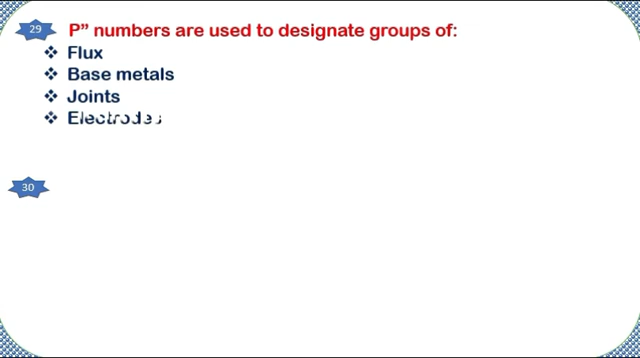 29 P” numbers are used to designate groups of:
❖ Flux
❖ Base metals
❖ Joints
❖ Electrodes
30